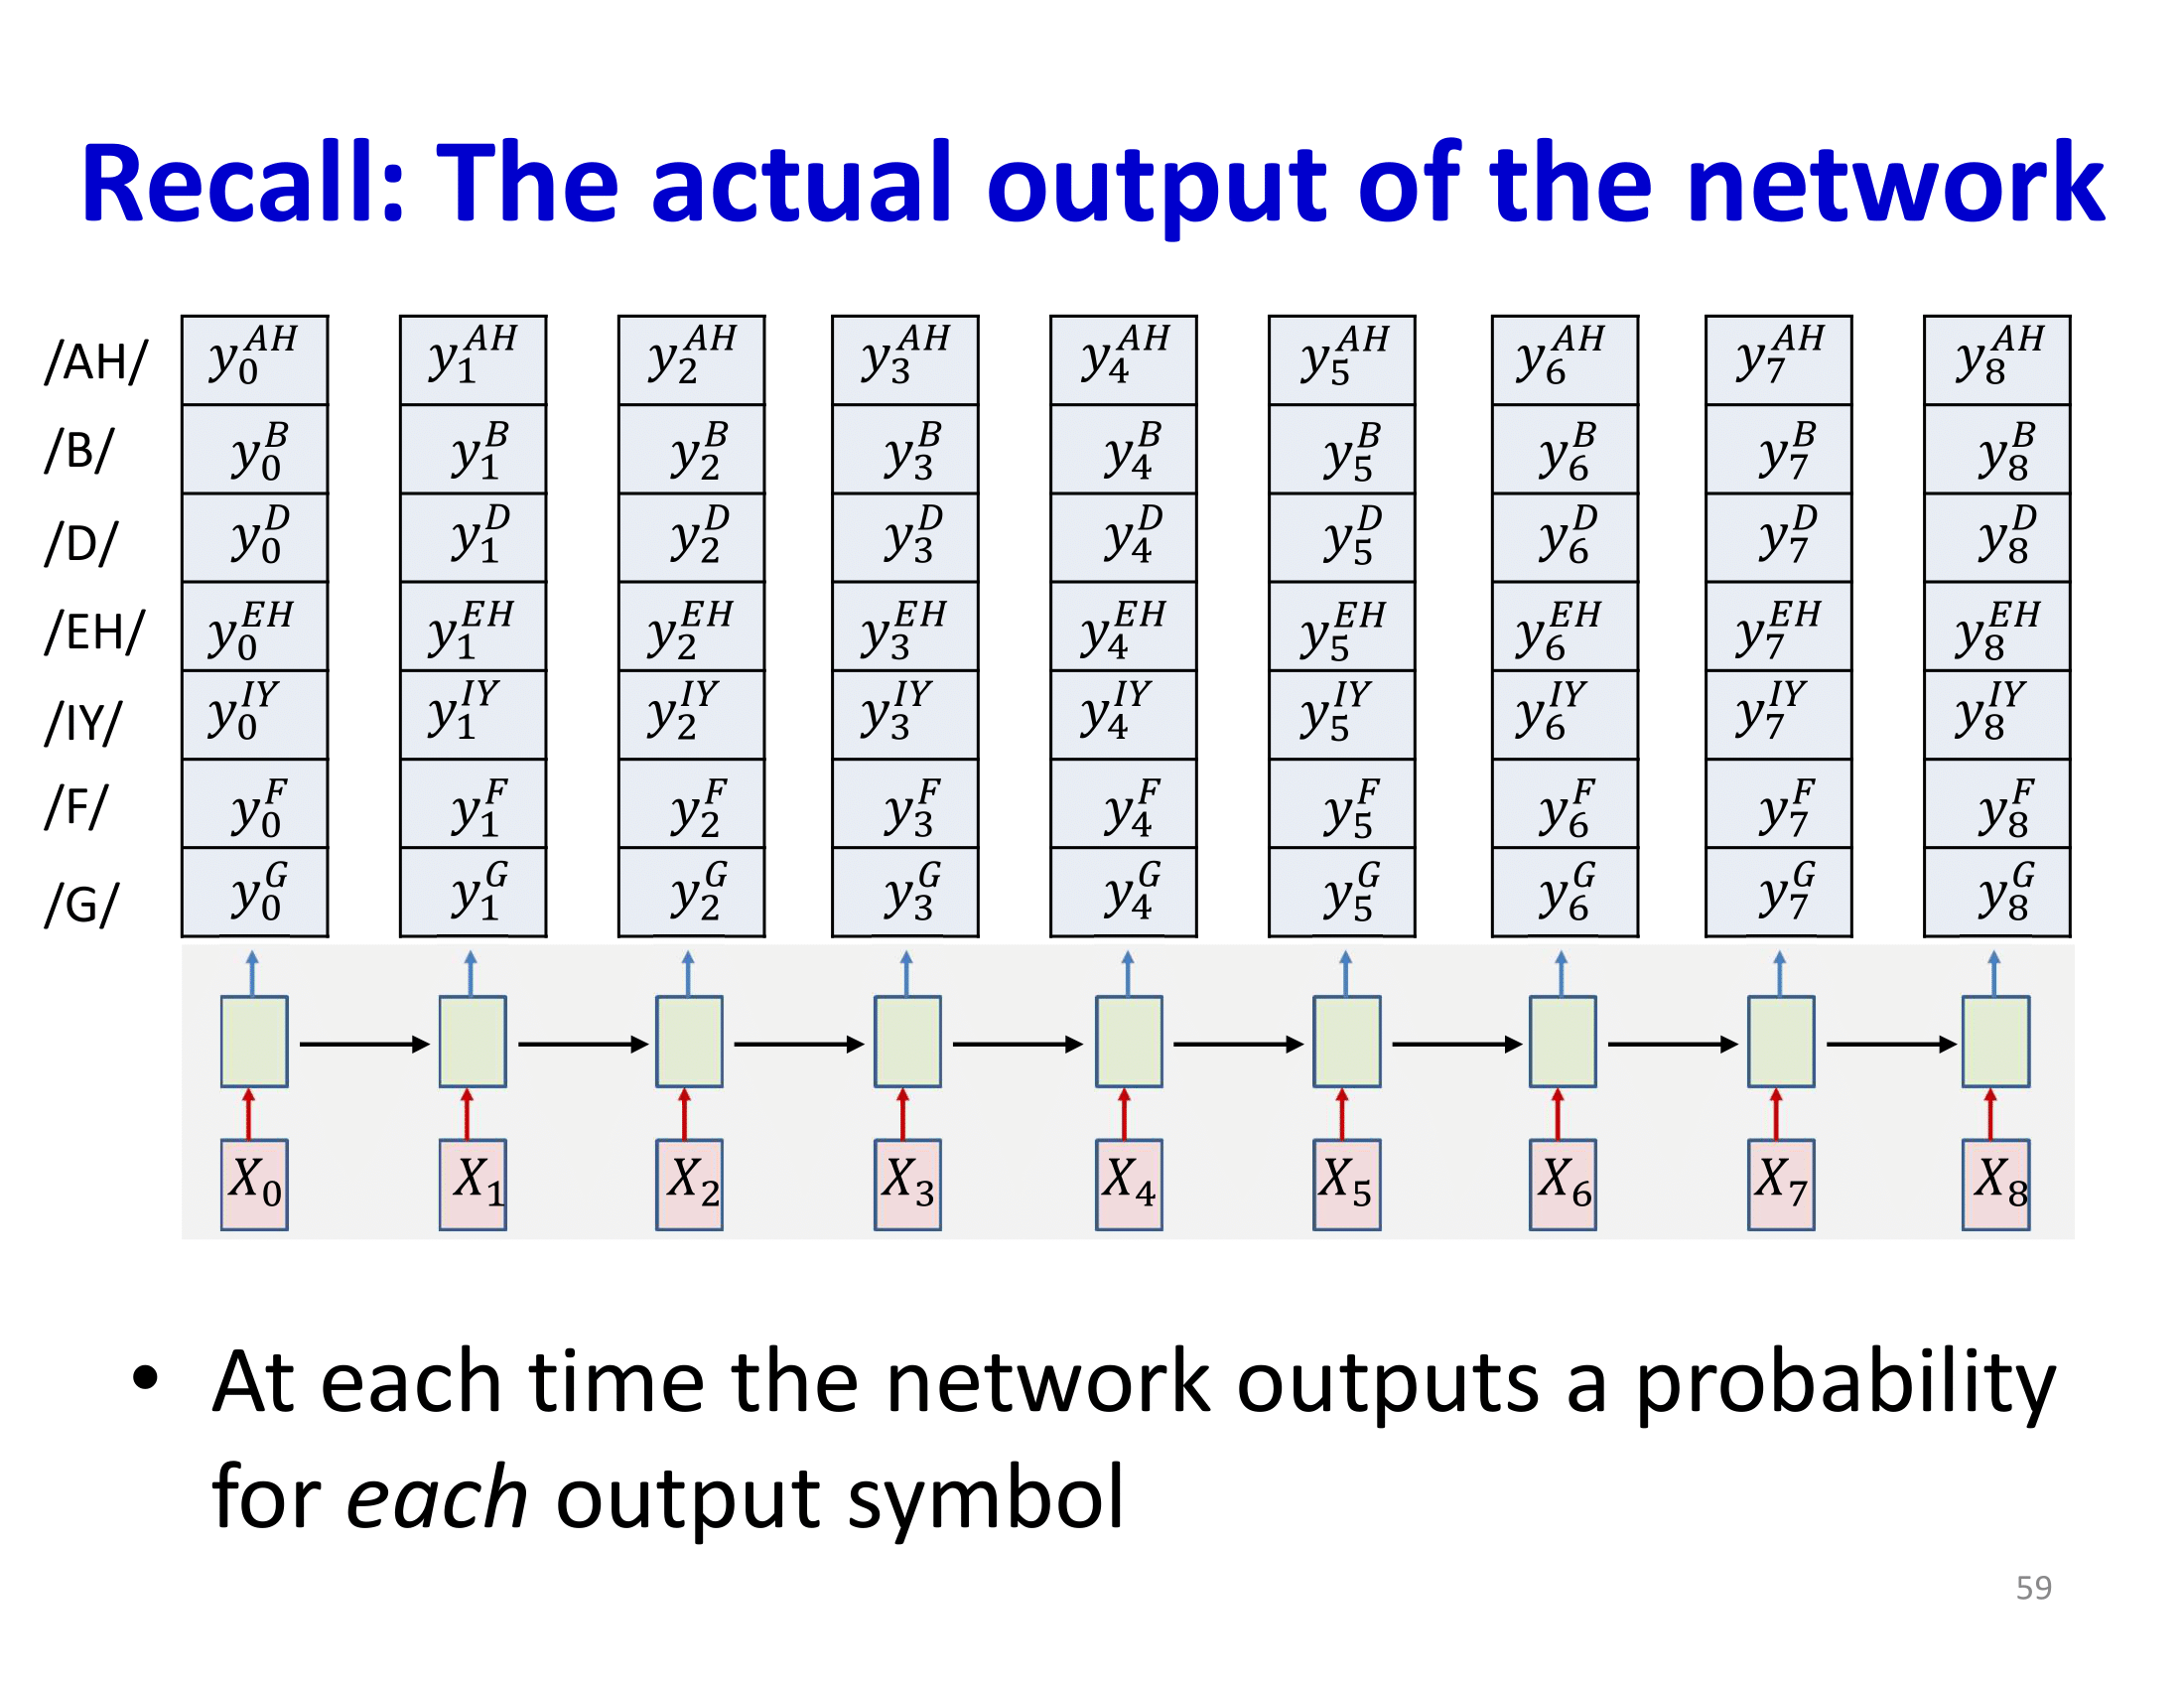 Recall: The actual output of the network
/AH/ y_0^{AH} y_1^{AH} y_2^{AH} y_3^{AH} y_4^{AH} y_5^{AH} y_6^{AH} y_7^{AH} y_8^{AH}
/B/ y_0^B y_1^B y_2^B y_3^B y_4^B y_5^B y_6^B y_7^B y_8^B
/D/ y_0^D y_1^D y_2^D y_3^D y_4^D y_5^D y_6^D y_7^D y_8^D
/EH/ y_0^{EH} y_1^{EH} y_2^{EH} y_3^{EH} y_4^{EH} y_5^{EH} y_6^{EH} y_7^{EH} y_8^{EH}
/IY/ y_0^{IY} y_1^{IY} y_2^{IY} y_3^{IY} y_4^{IY} y_5^{IY} y_6^{IY} y_7^{IY} y_8^{IY}
/F/ y_0^F y_1^F y_2^F y_3^F y_4^F y_5^F y_6^F y_7^F y_8^F
/G/ y_0^G y_1^G y_2^G y_3^G y_4^G y_5^G y_6^G y_7^G y_8^G
X_0 X_1 X_2 X_3 X_4 X_5 X_6 X_7 X_8
• At each time the network outputs a probability
for each output symbol
59